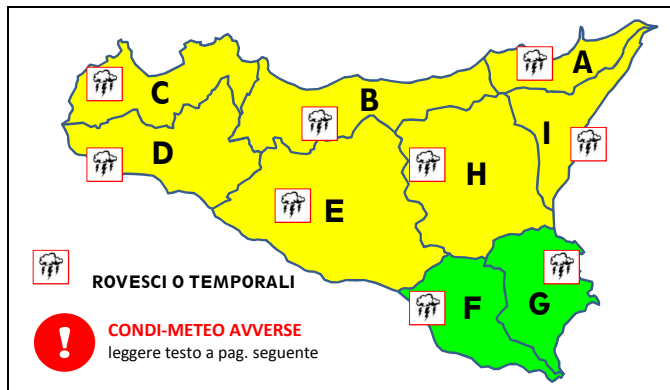 A
C
B
I
D
H
E
ROVESCI O TEMPORALI
F
G
CONDI-METEO AVVERSE
leggere testo a pag. seguente